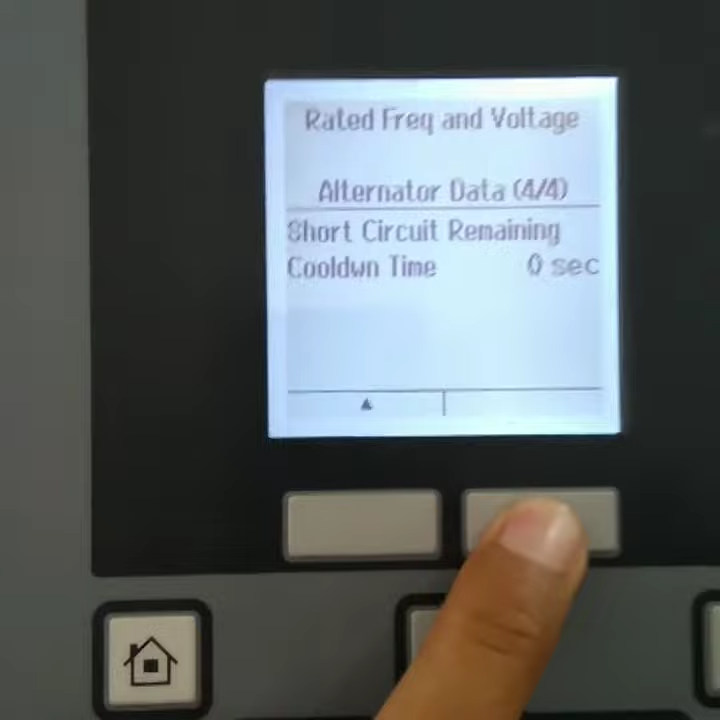 Rated Freq and Voltage
Alternator Data (4/4)
Short Circuit Remaining
Cooldwn Time 0 sec